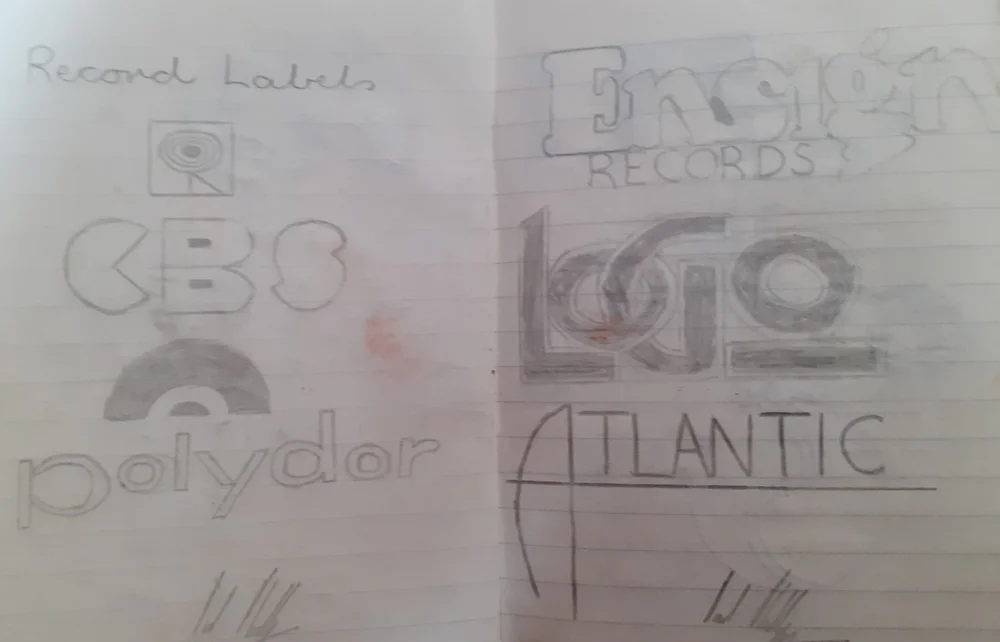 Record Labels
CBS
polydor
Ensign
RECORDS
LOGO
ATLANTIC